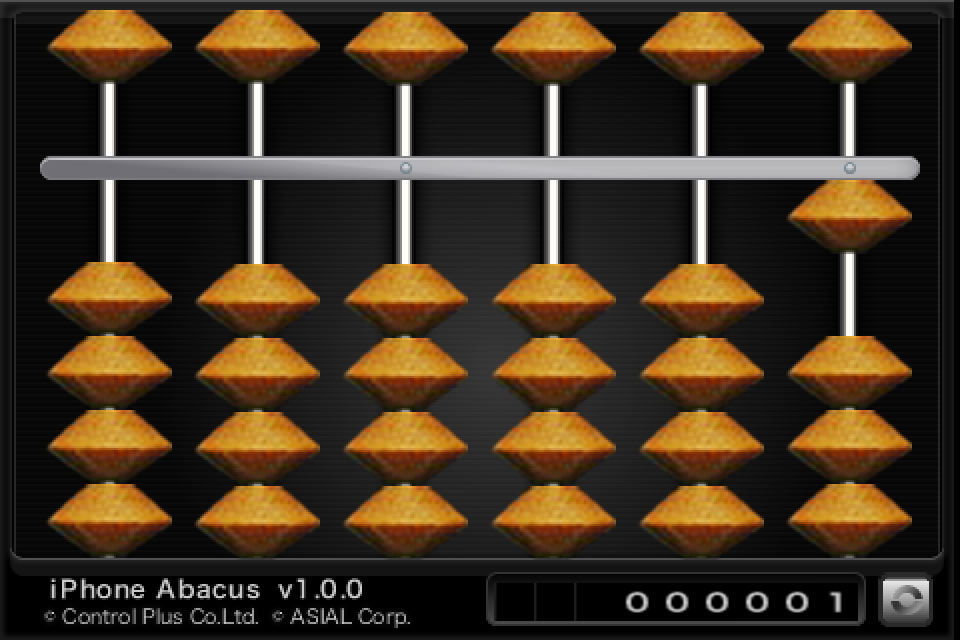 iPhone Abacus v1.0.0
© Control Plus Co.Ltd. © ASIAL Corp.
000001